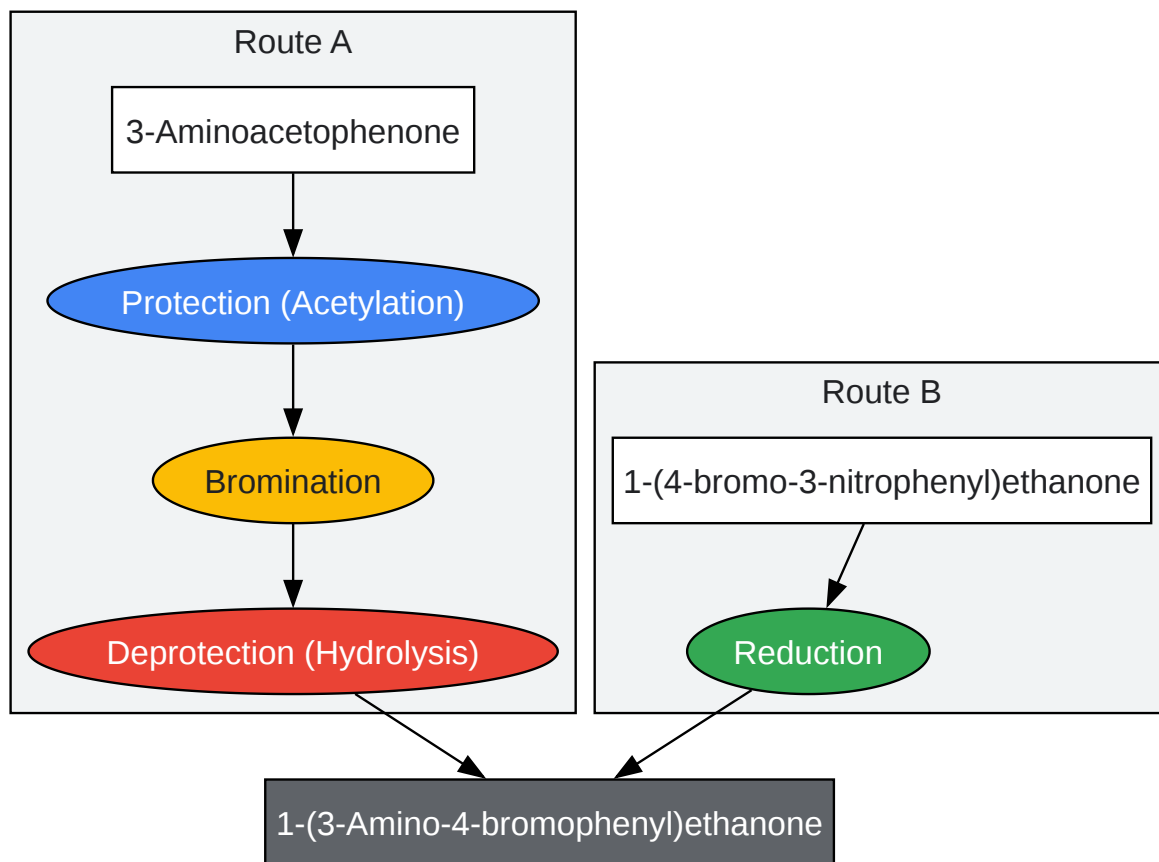 Route A
3-Aminoacetophenone
Protection (Acetylation)
Bromination
Deprotection (Hydrolysis)
Route B
1-(4-bromo-3-nitrophenyl)ethanone
Reduction
1-(3-Amino-4-bromophenyl)ethanone